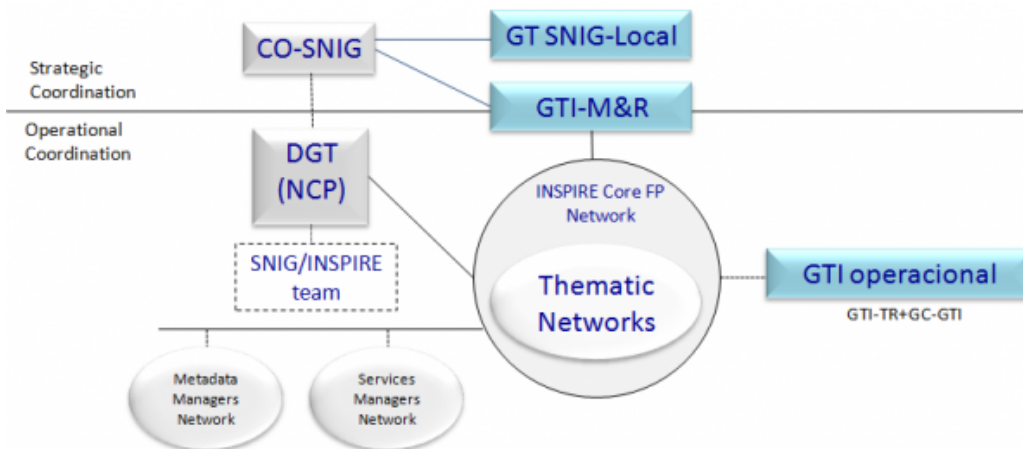 CO-SNIG
GT SNIG-Local
Strategic
Coordination
GTI-M&R
Operational
Coordination
DGT
(NCP)
INSPIRE Core FP
Network
SNIG/INSPIRE
team
Thematic
Networks
GTI operacional
GTI-TR+GC-GTI
Metadata
Managers
Network
Services
Managers
Network